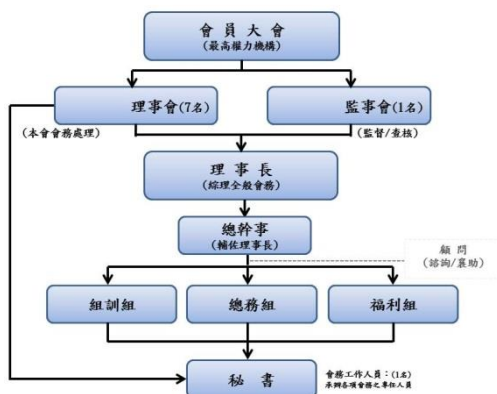 會員大會
(最高權力機構)
理事會(7名)
監事會(1名)
(本會會務處理)
(監督/查核)
理事長
(綜理全般會務)
總幹事
(輔佐理事長)
顧問
(諮詢/襄助)
組訓組
總務組
福利組
秘書
會務工作人員：(1名)
承辦各項會務之專任人員